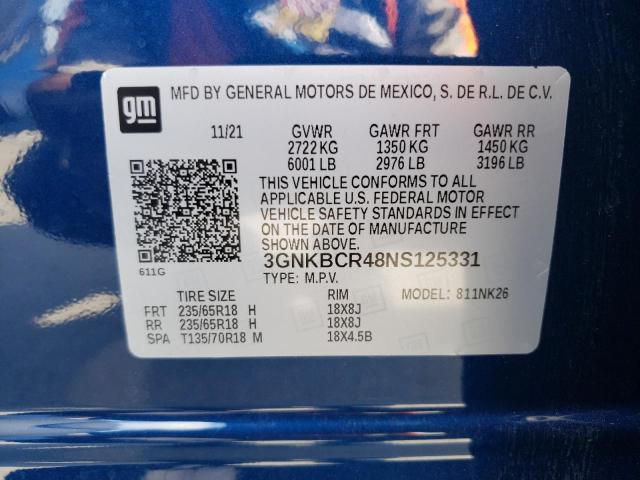 gm
MFD BY GENERAL MOTORS DE MEXICO, S. DE R.L. DE C.V.
11/21 GVWR GAWR FRT GAWR RR
2722 KG 1350 KG 1450 KG
6001 LB 2976 LB 3196 LB
THIS VEHICLE CONFORMS TO ALL
APPLICABLE U.S. FEDERAL MOTOR
VEHICLE SAFETY STANDARDS IN EFFECT
ON THE DATE OF MANUFACTURE
SHOWN ABOVE.
611G
3GNKBCR48NS125331
TYPE: M.P.V.
TIRE SIZE RIM MODEL: 811NK26
FRT 235/65R18 H 18X8J
RR 235/65R18 H 18X8J
SPA T135/70R18 M 18X4.5B